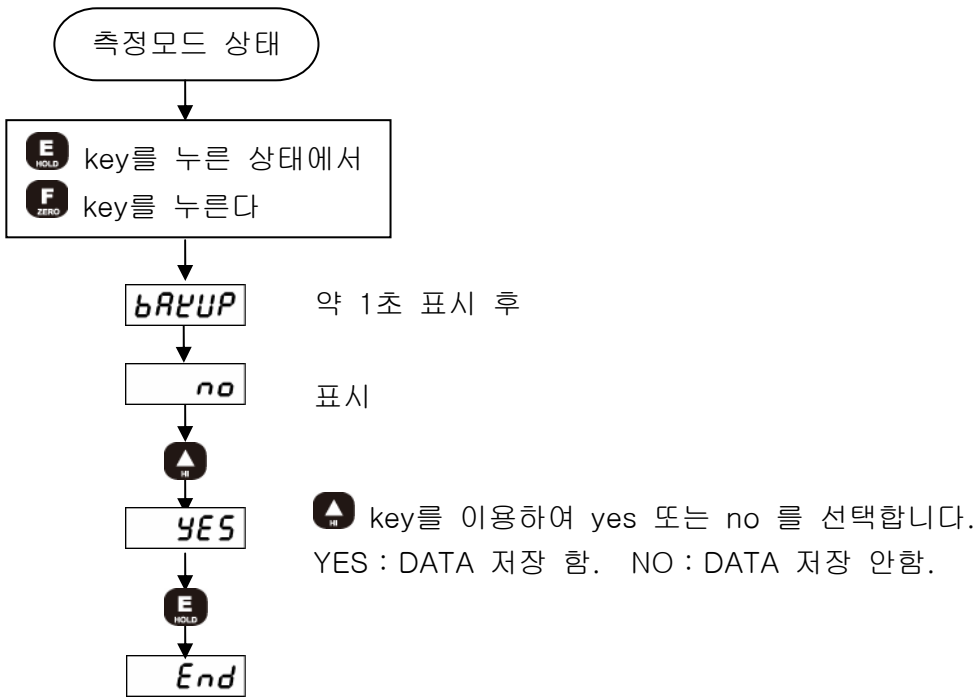 측정모드 상태
E HOLD key를 누른 상태에서
F ZERO key를 누른다
bAKUP 약 1초 표시 후
no 표시
HI
YES
HI key를 이용하여 yes 또는 no 를 선택합니다.
YES : DATA 저장 함. NO : DATA 저장 안함.
E HOLD
End